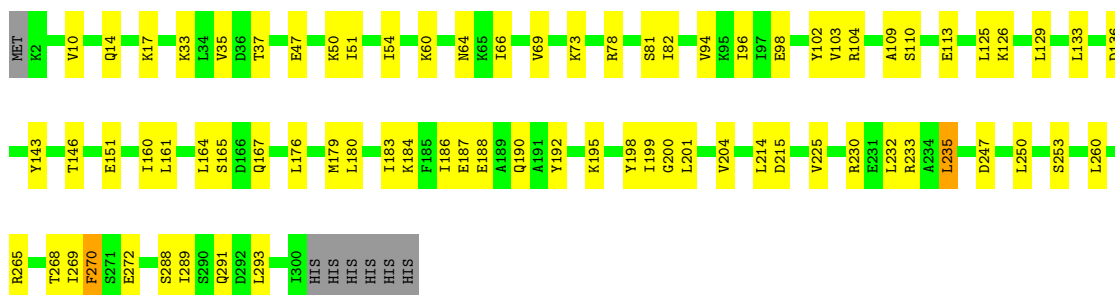 MET K2 V10 Q14 K17 K33 L34 V35 D36 T37 E47 K50 I51 I54 K60 N64 K65 I66 V69 K73 R78 S81 I82 V94 K95 I96 I97 E98 Y102 V103 R104 A109 S110 E113 L125 K126 L129 L133
Y143 T146 E151 I160 L161 L164 S165 D166 Q167 L176 M179 L180 I183 K184 F185 I186 E187 E188 A189 Q190 A191 Y192 K195 Y198 I199 G200 L201 V204 L214 D215 V225 R230 E231 L232 R233 A234 L235 D247 L250 S253 L260
R265 T268 I269 F270 S271 E272 S288 I289 S290 Q291 D292 L293 I300 HIS HIS HIS HIS HIS HIS